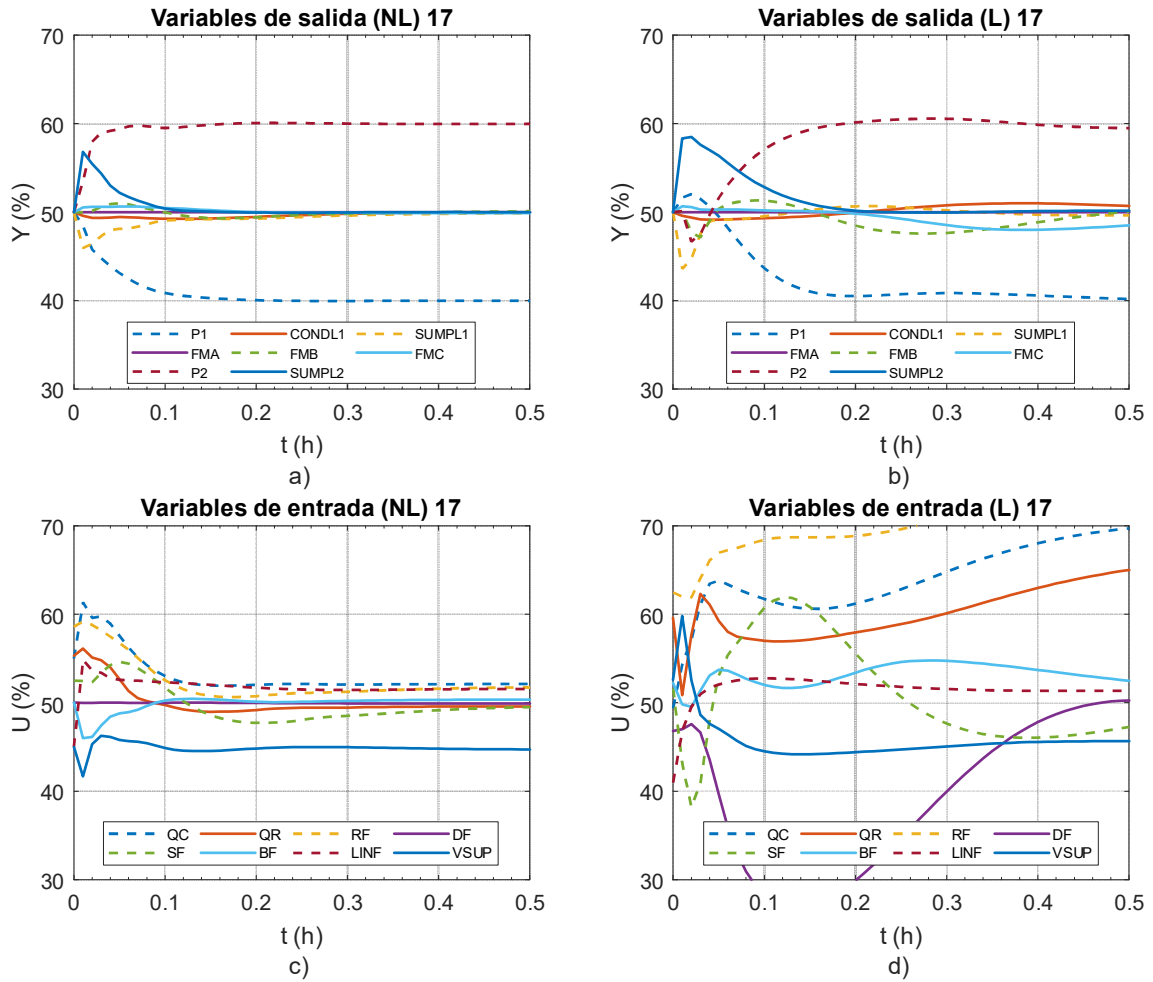 Variables de salida (NL) 17
70
60
50
40
30
Y (%)
P1 CONDL1 SUMPL1
FMA FMB FMC
P2 SUMPL2
0 0.1 0.2 0.3 0.4 0.5
t (h)
a)
Variables de salida (L) 17
70
60
50
40
30
Y (%)
P1 CONDL1 SUMPL1
FMA FMB FMC
P2 SUMPL2
0 0.1 0.2 0.3 0.4 0.5
t (h)
b)
Variables de entrada (NL) 17
70
60
50
40
30
U (%)
QC QR RF DF
SF BF LINF VSUP
0 0.1 0.2 0.3 0.4 0.5
t (h)
c)
Variables de entrada (L) 17
70
60
50
40
30
U (%)
QC QR RF DF
SF BF LINF VSUP
0 0.1 0.2 0.3 0.4 0.5
t (h)
d)